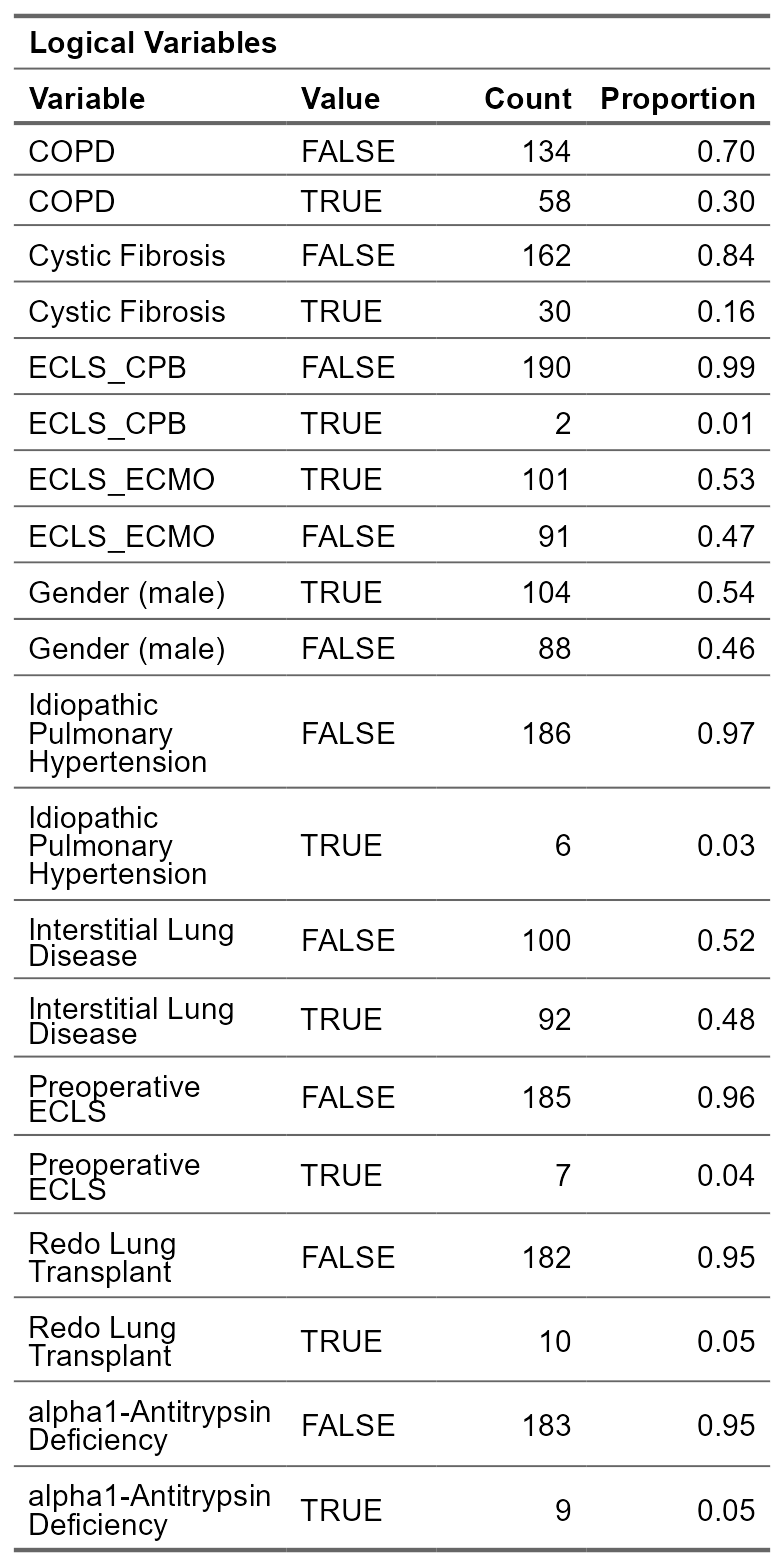 Logical Variables
Variable Value Count Proportion
COPD FALSE 134 0.70
COPD TRUE 58 0.30
Cystic Fibrosis FALSE 162 0.84
Cystic Fibrosis TRUE 30 0.16
ECLS_CPB FALSE 190 0.99
ECLS_CPB TRUE 2 0.01
ECLS_ECMO TRUE 101 0.53
ECLS_ECMO FALSE 91 0.47
Gender (male) TRUE 104 0.54
Gender (male) FALSE 88 0.46
Idiopathic
Pulmonary FALSE 186 0.97
Hypertension
Idiopathic
Pulmonary TRUE 6 0.03
Hypertension
Interstitial Lung
Disease FALSE 100 0.52
Interstitial Lung
Disease TRUE 92 0.48
Preoperative
ECLS FALSE 185 0.96
Preoperative
ECLS TRUE 7 0.04
Redo Lung
Transplant FALSE 182 0.95
Redo Lung
Transplant TRUE 10 0.05
alpha1-Antitrypsin
Deficiency FALSE 183 0.95
alpha1-Antitrypsin
Deficiency TRUE 9 0.05